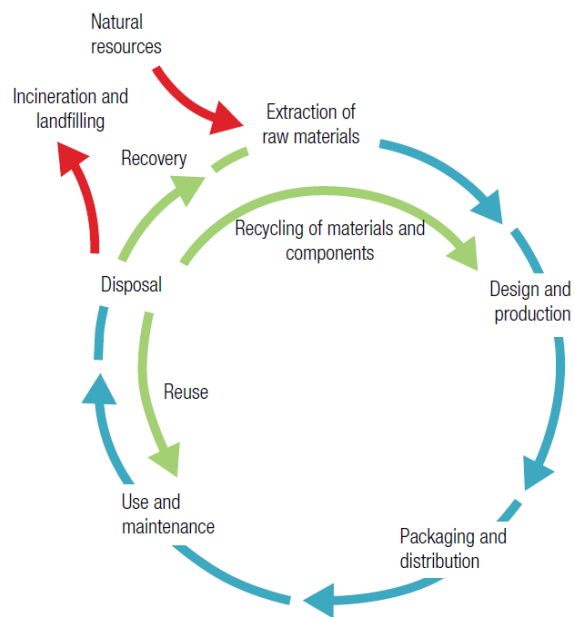 Natural
resources
Incineration and
landfilling
Extraction of
raw materials
Recovery
Recycling of materials and
components
Disposal
Design and
production
Reuse
Use and
maintenance
Packaging and
distribution